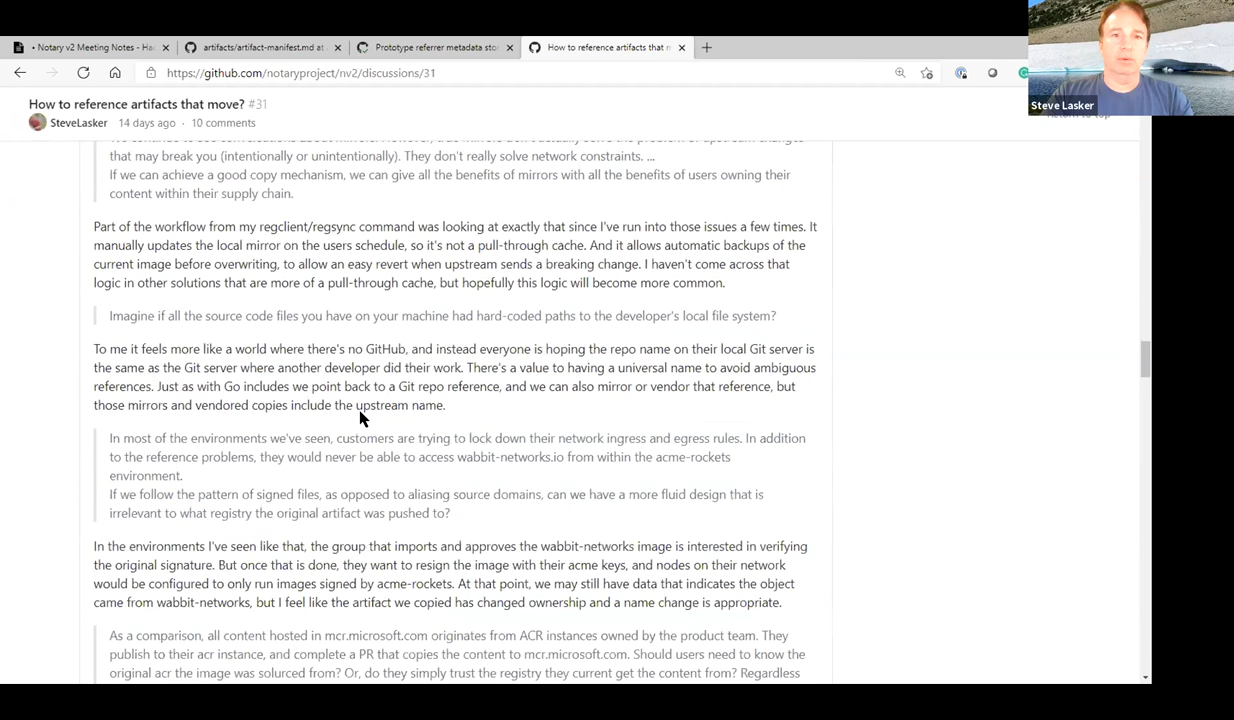 Notary v2 Meeting Notes - Ha
artifacts/artifact-manifest.md at
Prototype referrer metadata sto
How to reference artifacts that n
https://github.com/notaryproject/nv2/discussions/31
Steve Lasker
How to reference artifacts that move? #31
SteveLasker 14 days ago · 10 comments
that may break you (intentionally or unintentionally). They don't really solve network constraints. ...
If we can achieve a good copy mechanism, we can give all the benefits of mirrors with all the benefits of users owning their
content within their supply chain.
Part of the workflow from my regclient/regsync command was looking at exactly that since I've run into those issues a few times. It
manually updates the local mirror on the users schedule, so it's not a pull-through cache. And it allows automatic backups of the
current image before overwriting, to allow an easy revert when upstream sends a breaking change. I haven't come across that
logic in other solutions that are more of a pull-through cache, but hopefully this logic will become more common.
Imagine if all the source code files you have on your machine had hard-coded paths to the developer's local file system?
To me it feels more like a world where there's no GitHub, and instead everyone is hoping the repo name on their local Git server is
the same as the Git server where another developer did their work. There's a value to having a universal name to avoid ambiguous
references. Just as with Go includes we point back to a Git repo reference, and we can also mirror or vendor that reference, but
those mirrors and vendored copies include the upstream name.
In most of the environments we've seen, customers are trying to lock down their network ingress and egress rules. In addition
to the reference problems, they would never be able to access wabbit-networks.io from within the acme-rockets
environment.
If we follow the pattern of signed files, as opposed to aliasing source domains, can we have a more fluid design that is
irrelevant to what registry the original artifact was pushed to?
In the environments I've seen like that, the group that imports and approves the wabbit-networks image is interested in verifying
the original signature. But once that is done, they want to resign the image with their acme keys, and nodes on their network
would be configured to only run images signed by acme-rockets. At that point, we may still have data that indicates the object
came from wabbit-networks, but I feel like the artifact we copied has changed ownership and a name change is appropriate.
As a comparison, all content hosted in mcr.microsoft.com originates from ACR instances owned by the product team. They
publish to their acr instance, and complete a PR that copies the content to mcr.microsoft.com. Should users need to know the
original acr the image was solurced from? Or, do they simply trust the registry they current get the content from? Regardless